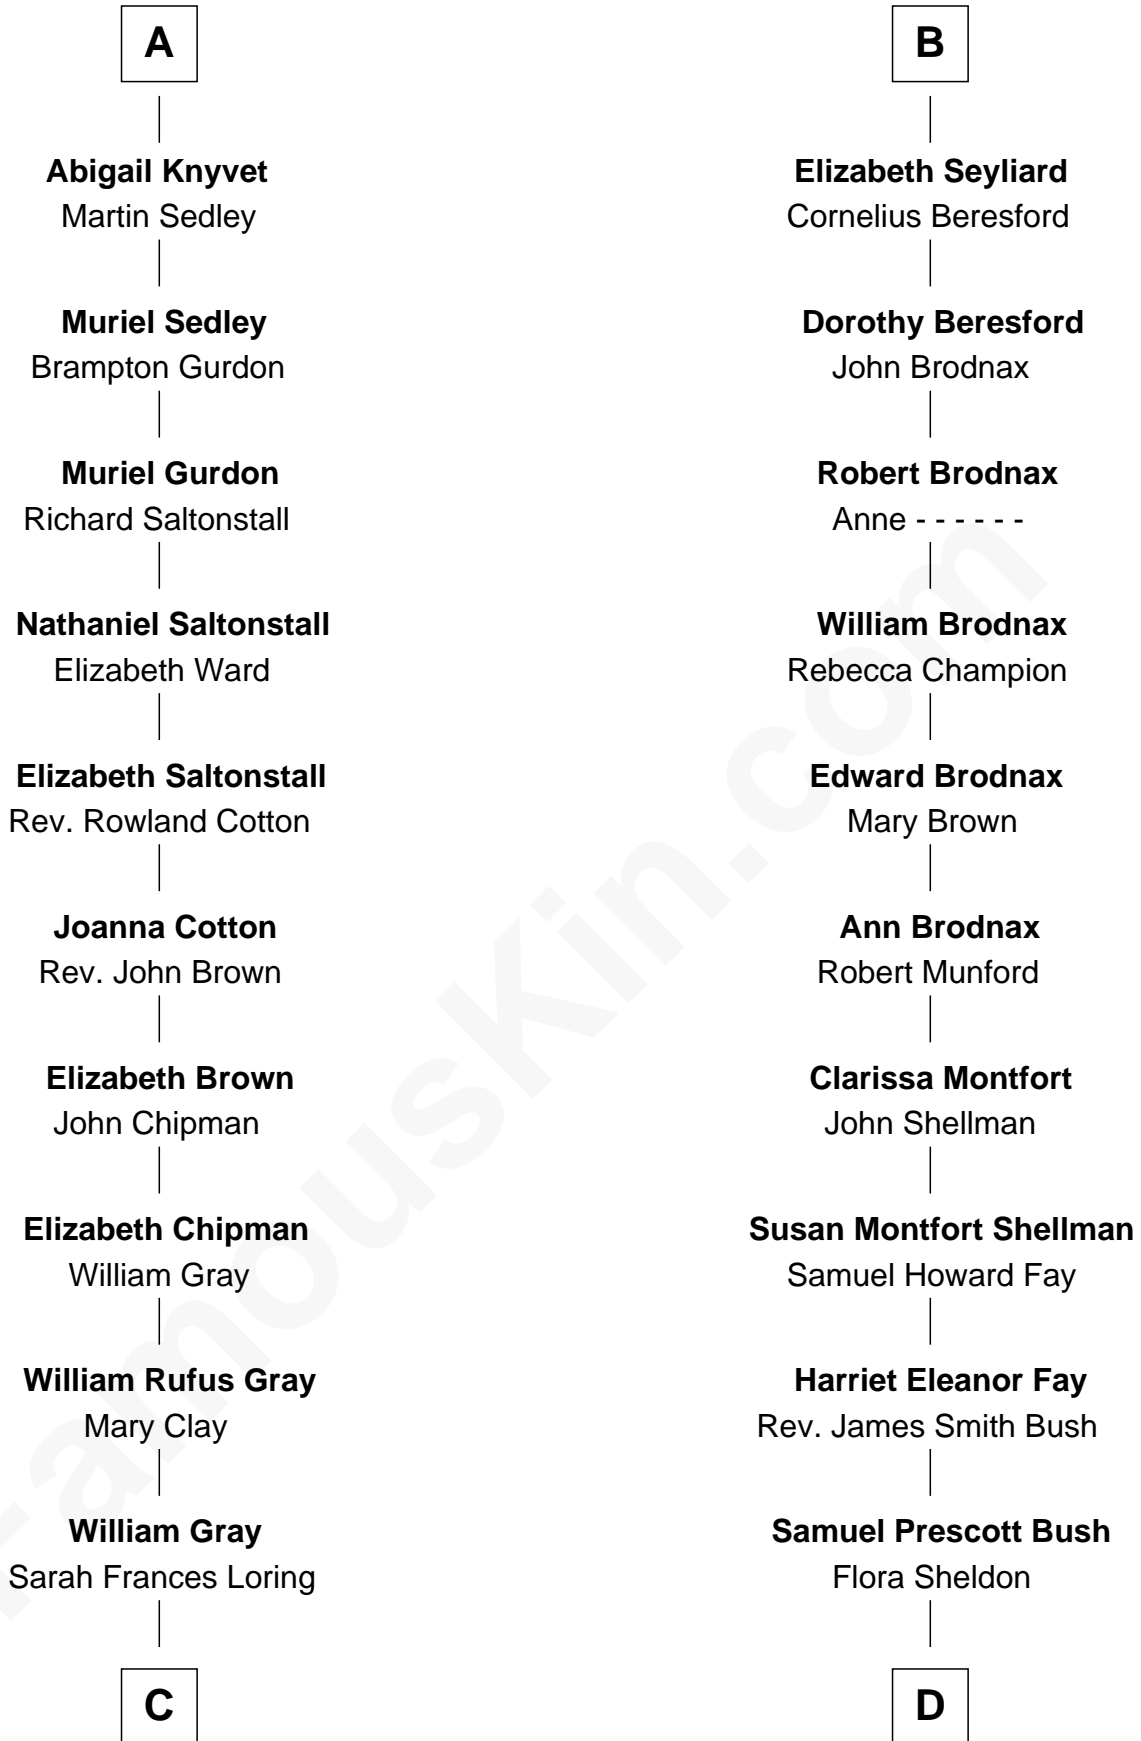 A
Abigail Knyvet
Martin Sedley
Muriel Sedley
Brampton Gurdon
Muriel Gurdon
Richard Saltonstall
Nathaniel Saltonstall
Elizabeth Ward
Elizabeth Saltonstall
Rev. Rowland Cotton
Joanna Cotton
Rev. John Brown
Elizabeth Brown
John Chipman
Elizabeth Chipman
William Gray
William Rufus Gray
Mary Clay
William Gray
Sarah Frances Loring
C
B
Elizabeth Seyliard
Cornelius Beresford
Dorothy Beresford
John Brodnax
Robert Brodnax
Anne - - - - - -
William Brodnax
Rebecca Champion
Edward Brodnax
Mary Brown
Ann Brodnax
Robert Munford
Clarissa Montfort
John Shellman
Susan Montfort Shellman
Samuel Howard Fay
Harriet Eleanor Fay
Rev. James Smith Bush
Samuel Prescott Bush
Flora Sheldon
D
FamousKin.com